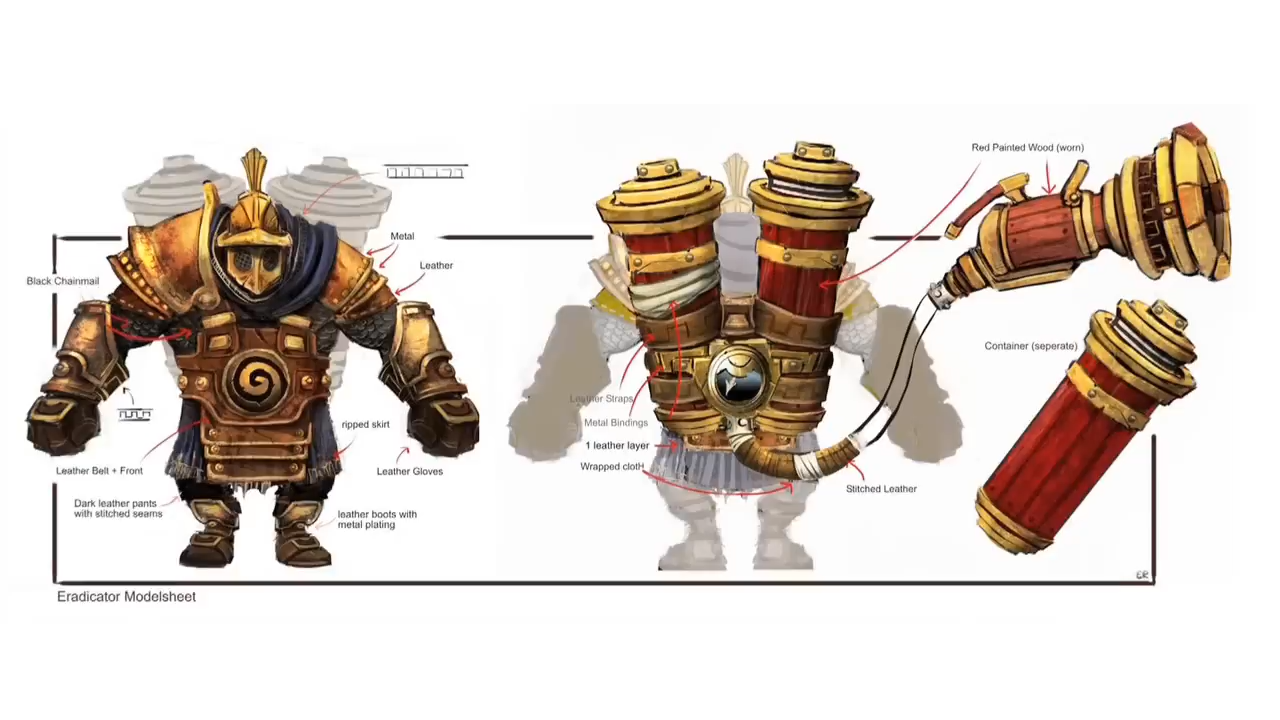 Red Painted Wood (worn)
Metal
Leather
Black Chainmail
Container (seperate)
Leather Straps
Metal Bindings
ripped skirt
1 leather layer
Wrapped clotH
Leather Belt + Front
Leather Gloves
Stitched Leather
Dark leather pants
with stitched seams
leather boots with
metal plating
ER
Eradicator Modelsheet